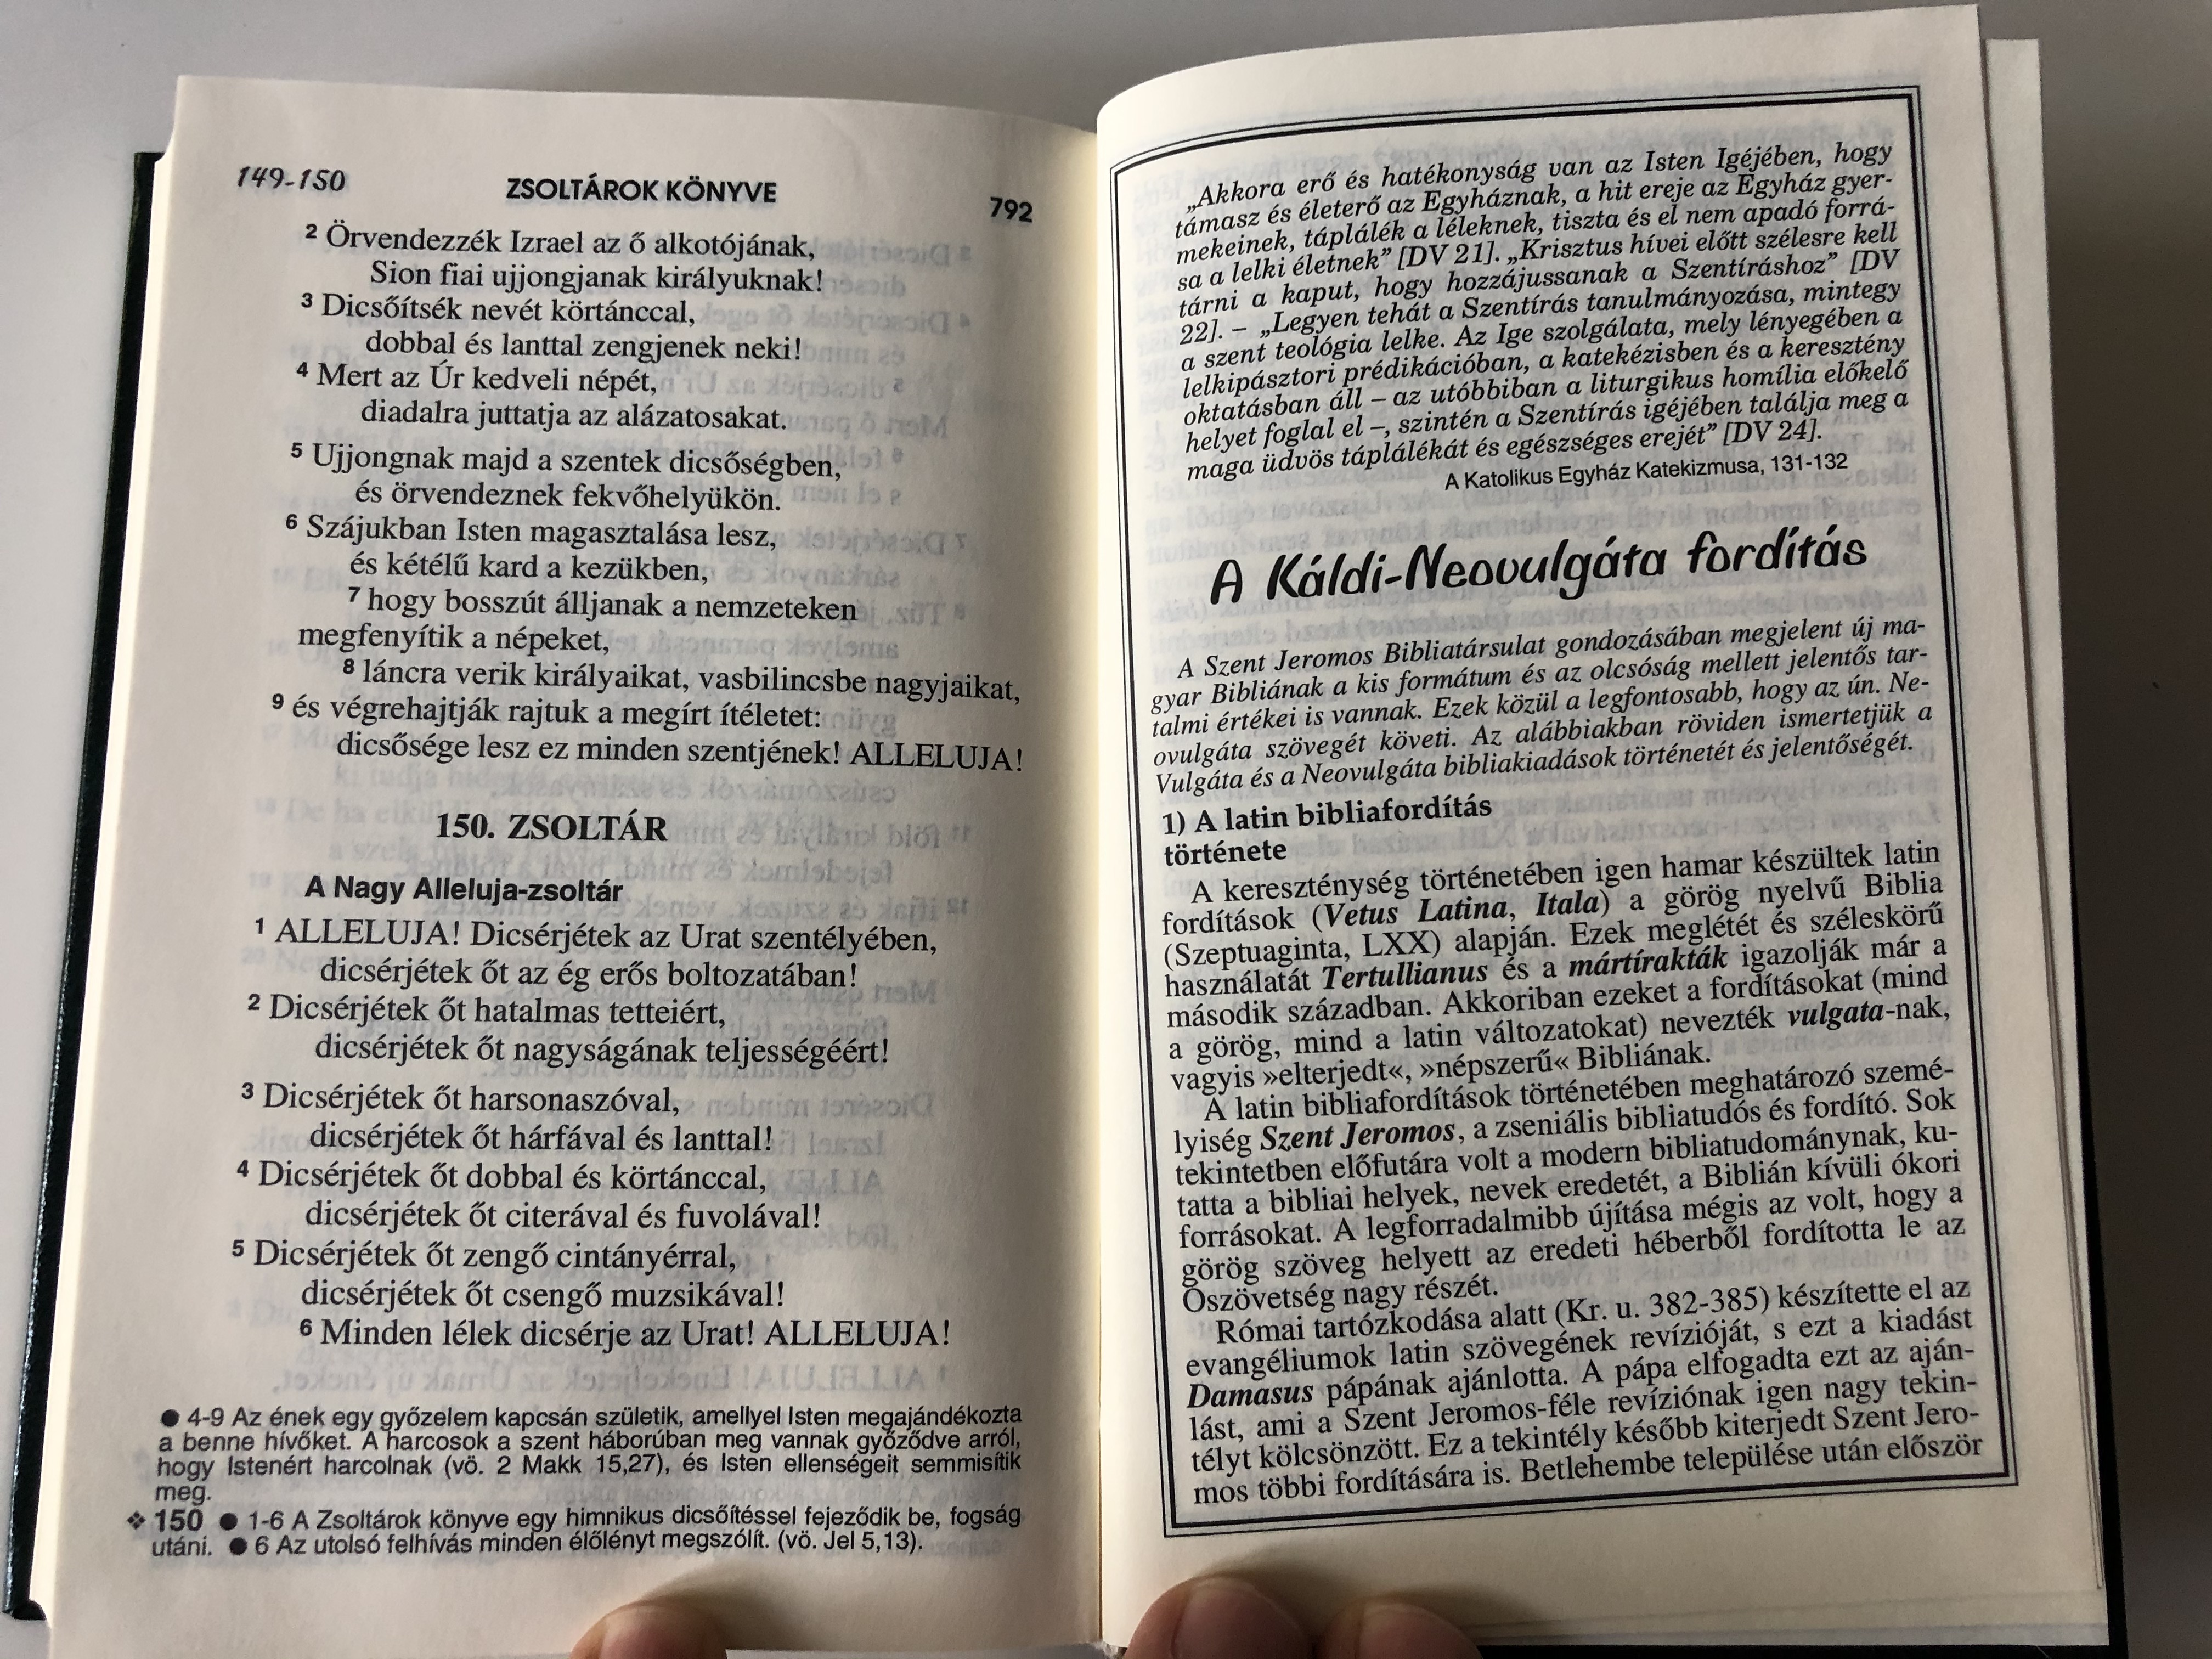 149-150
ZSOLTÁROK KÖNYVE
792
2 Örvendezzék Izrael az ő alkotójának,
Sion fiai ujjongjanak királyuknak!
3 Dicsőítsék nevét körtánccal,
dobbal és lanttal zengjenek neki!
4 Mert az Úr kedveli népét,
diadalra juttatja az alázatosakat.
5 Ujjongnak majd a szentek dicsőségben,
és örvendeznek fekvőhelyükön.
6 Szájukban Isten magasztalása lesz,
és kétélű kard a kezükben,
7 hogy bosszút álljanak a nemzeteken
megfenyítik a népeket,
8 láncra verik királyaikat, vasbilincsbe nagyjaikat,
9 és végrehajtják rajtuk a megírt ítéletet:
dicsősége lesz ez minden szentjének! ALLELUJA!
150. ZSOLTÁR
A Nagy Alleluja-zsoltár
1 ALLELUJA! Dicsérjétek az Urat szentélyében,
dicsérjétek őt az ég erős boltozatában!
2 Dicsérjétek őt hatalmas tetteiért,
dicsérjétek őt nagyságának teljességéért!
3 Dicsérjétek őt harsonaszóval,
dicsérjétek őt hárfával és lanttal!
4 Dicsérjétek őt dobbal és körtánccal,
dicsérjétek őt citerával és fuvolával!
5 Dicsérjétek őt zengő cintányérral,
dicsérjétek őt csengő muzsikával!
6 Minden lélek dicsérje az Urat! ALLELUJA!
● 4-9 Az ének egy győzelem kapcsán születik, amellyel Isten megajándékozta
a benne hívőket. A harcosok a szent háborúban meg vannak győződve arról,
hogy Istenért harcolnak (vö. 2 Makk 15,27), és Isten ellenségeit semmisítik
meg.
❖ 150 ● 1-6 A Zsoltárok könyve egy himnikus dicsőítéssel fejeződik be, fogság
utáni. ● 6 Az utolsó felhívás minden élőlényt megszólít. (vö. Jel 5,13).
„Akkora erő és hatékonyság van az Isten Igéjében, hogy
támasz és életerő az Egyháznak, a hit ereje az Egyház gyer-
mekeinek, táplálék a léleknek, tiszta és el nem apadó forrá-
sa a lelki életnek” [DV 21]. „Krisztus hívei előtt szélesre kell
tárni a kaput, hogy hozzájussanak a Szentíráshoz” [DV
22]. – „Legyen tehát a Szentírás tanulmányozása, mintegy
a szent teológia lelke. Az Ige szolgálata, mely lényegében a
lelkipásztori prédikációban, a katekézisben és a keresztény
oktatásban áll – az utóbbiban a liturgikus homília előkelő
helyet foglal el –, szintén a Szentírás igéjében találja meg a
maga üdvös táplálékát és egészséges erejét” [DV 24].
A Katolikus Egyház Katekizmusa, 131-132
A Káldi-Neovulgáta fordítás
A Szent Jeromos Bibliatársulat gondozásában megjelent új ma-
gyar Bibliának a kis formátum és az olcsóság mellett jelentős tar-
talmi értékei is vannak. Ezek közül a legfontosabb, hogy az ún. Ne-
ovulgáta szövegét követi. Az alábbiakban röviden ismertetjük a
Vulgáta és a Neovulgáta bibliakiadások történetét és jelentőségét.
1) A latin bibliafordítás
története
A kereszténység történetében igen hamar készültek latin
fordítások (Vetus Latina, Itala) a görög nyelvű Biblia
(Szeptuaginta, LXX) alapján. Ezek meglétét és széleskörű
használatát Tertullianus és a mártírakták igazolják már a
második században. Akkoriban ezeket a fordításokat (mind
a görög, mind a latin változatokat) nevezték vulgata-nak,
vagyis »elterjedt«, »népszerű« Bibliának.
A latin bibliafordítások történetében meghatározó szemé-
lyiség Szent Jeromos, a zseniális bibliatudós és fordító. Sok
tekintetben előfutára volt a modern bibliatudománynak, ku-
tatta a bibliai helyek, nevek eredetét, a Biblián kívüli ókori
forrásokat. A legforradalmibb újítása mégis az volt, hogy a
görög szöveg helyett az eredeti héberből fordította le az
Ószövetség nagy részét.
Római tartózkodása alatt (Kr. u. 382-385) készítette el az
evangéliumok latin szövegének revízióját, s ezt a kiadást
Damasus pápának ajánlotta. A pápa elfogadta ezt az aján-
lást, ami a Szent Jeromos-féle revíziónak igen nagy tekin-
télyt kölcsönzött. Ez a tekintély később kiterjedt Szent Jero-
mos többi fordítására is. Betlehembe települése után először